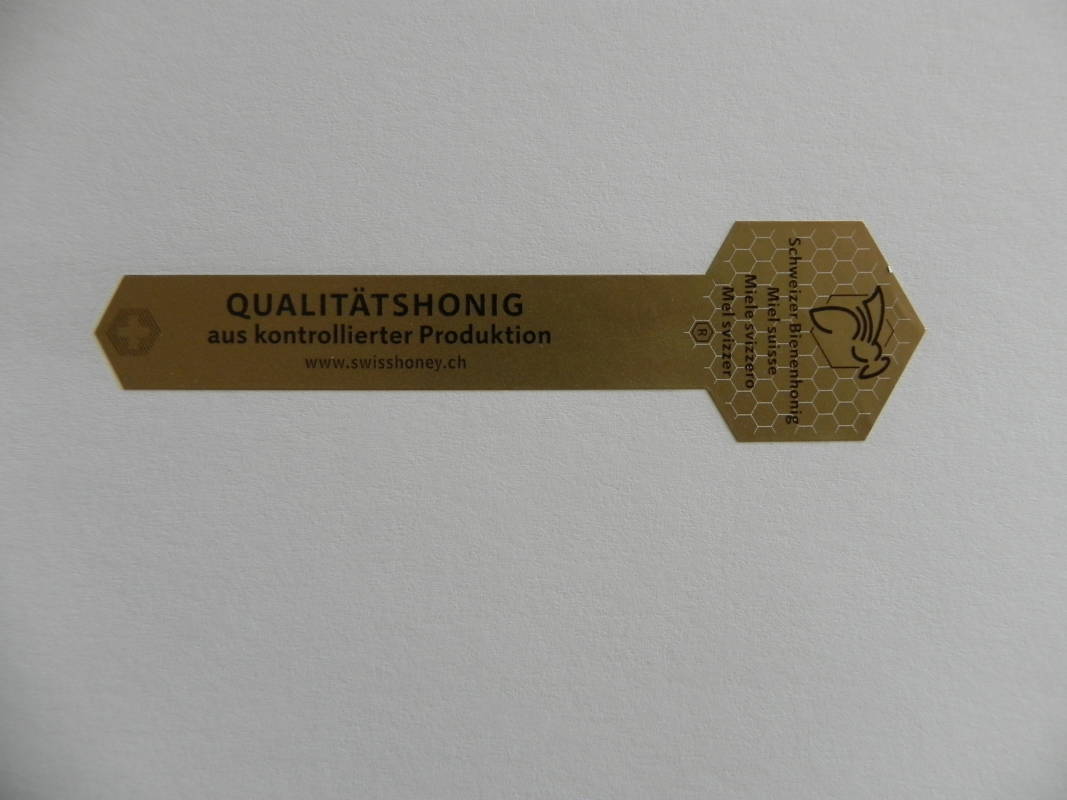 QUALITÄTSHONIG
aus kontrollierter Produktion
www.swisshoney.ch
Schweizer Bienenhonig
Miel suisse
Miele svizzero
Mel svizzer
®